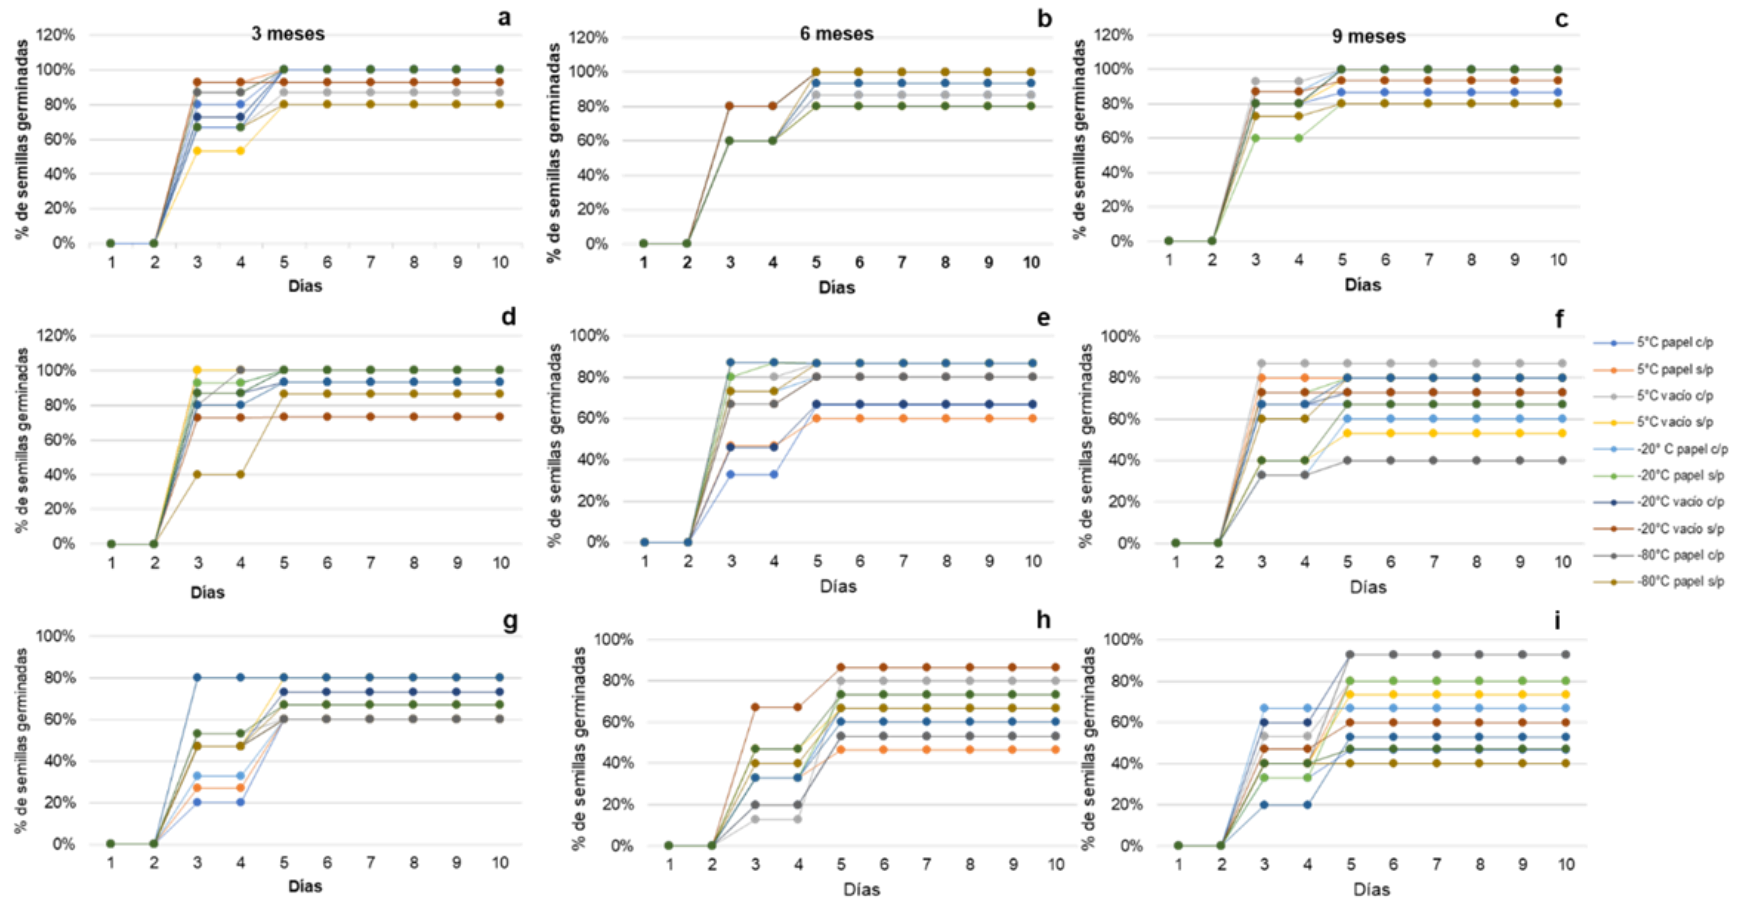 a
3 meses
% de semillas germinadas
120%
100%
80%
60%
40%
20%
0%
1 2 3 4 5 6 7 8 9 10
Días
b
6 meses
% de semillas germinadas
120%
100%
80%
60%
40%
20%
0%
1 2 3 4 5 6 7 8 9 10
Días
c
9 meses
% de semillas germinadas
120%
100%
80%
60%
40%
20%
0%
1 2 3 4 5 6 7 8 9 10
Días
d
% de semillas germinadas
120%
100%
80%
60%
40%
20%
0%
1 2 3 4 5 6 7 8 9 10
Días
e
% de semillas germinadas
100%
80%
60%
40%
20%
0%
1 2 3 4 5 6 7 8 9 10
Días
f
% de semillas germinadas
100%
80%
60%
40%
20%
0%
1 2 3 4 5 6 7 8 9 10
Días
5°C papel c/p
5°C papel s/p
5°C vacío c/p
5°C vacío s/p
-20° C papel c/p
-20°C papel s/p
-20°C vacío c/p
-20°C vacío s/p
-80°C papel c/p
-80°C papel s/p
g
% de semillas germinadas
100%
80%
60%
40%
20%
0%
1 2 3 4 5 6 7 8 9 10
Días
h
% de semillas germinadas
100%
80%
60%
40%
20%
0%
1 2 3 4 5 6 7 8 9 10
Días
i
% de semillas germinadas
100%
80%
60%
40%
20%
0%
1 2 3 4 5 6 7 8 9 10
Días